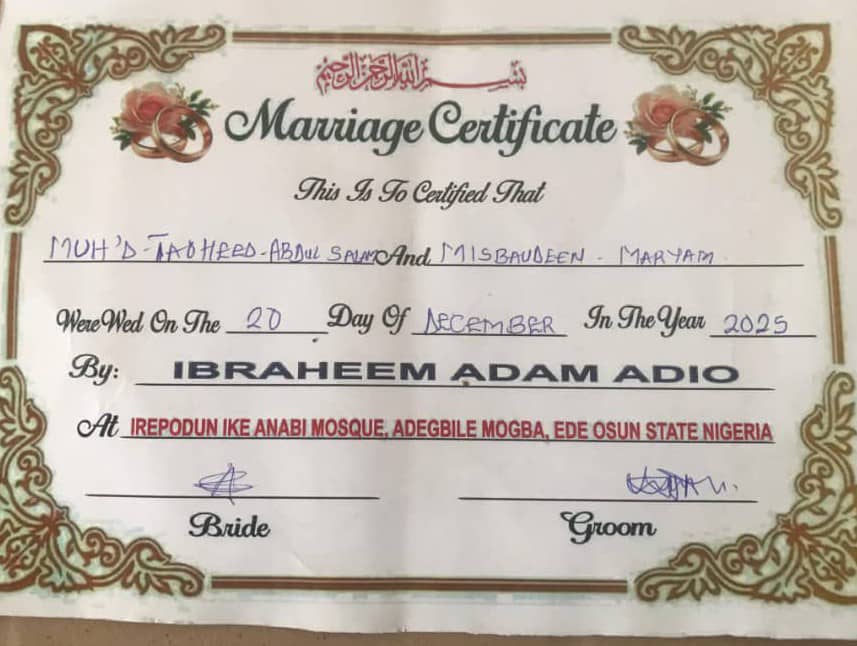 بسم الله الرحمن الرحيم
Marriage Certificate
This Is To Certified That
MUH'D-TAOHEED-ABDUL SALAM And MISBAUDEEN - MARYAM
Were Wed On The 20 Day Of DECEMBER In The Year 2025
By: IBRAHEEM ADAM ADIO
At IREPODUN IKE ANABI MOSQUE, ADEGBILE MOGBA, EDE OSUN STATE NIGERIA
Bride
Groom